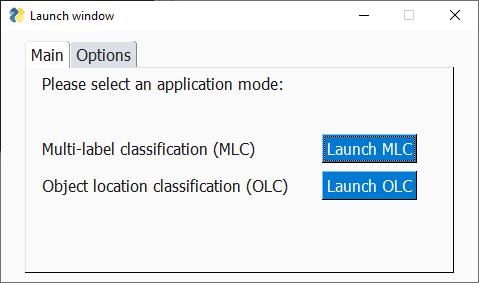 Launch window
Main Options
Please select an application mode:
Multi-label classification (MLC) Launch MLC
Object location classification (OLC) Launch OLC